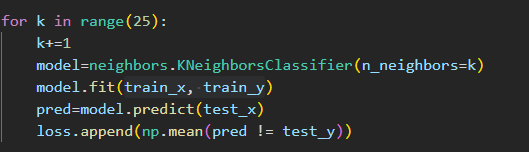 for k in range(25):
    k+=1
    model=neighbors.KNeighborsClassifier(n_neighbors=k)
    model.fit(train_x, train_y)
    pred=model.predict(test_x)
    loss.append(np.mean(pred != test_y))